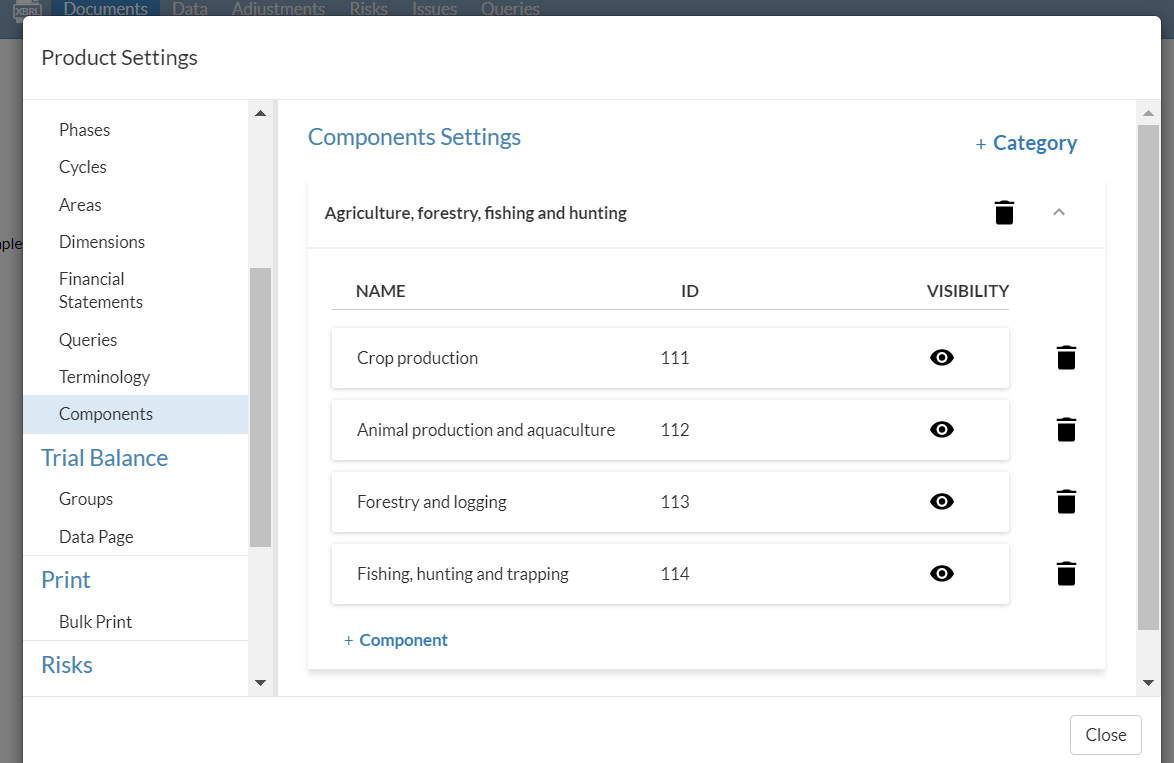 XBRL Documents Data Adjustments Risks Issues Queries
Product Settings
Phases
Cycles
Areas
Dimensions
Financial
Statements
Queries
Terminology
Components
Trial Balance
Groups
Data Page
Print
Bulk Print
Risks
Components Settings
+ Category
Agriculture, forestry, fishing and hunting
NAME ID VISIBILITY
Crop production 111
Animal production and aquaculture 112
Forestry and logging 113
Fishing, hunting and trapping 114
+ Component
Close